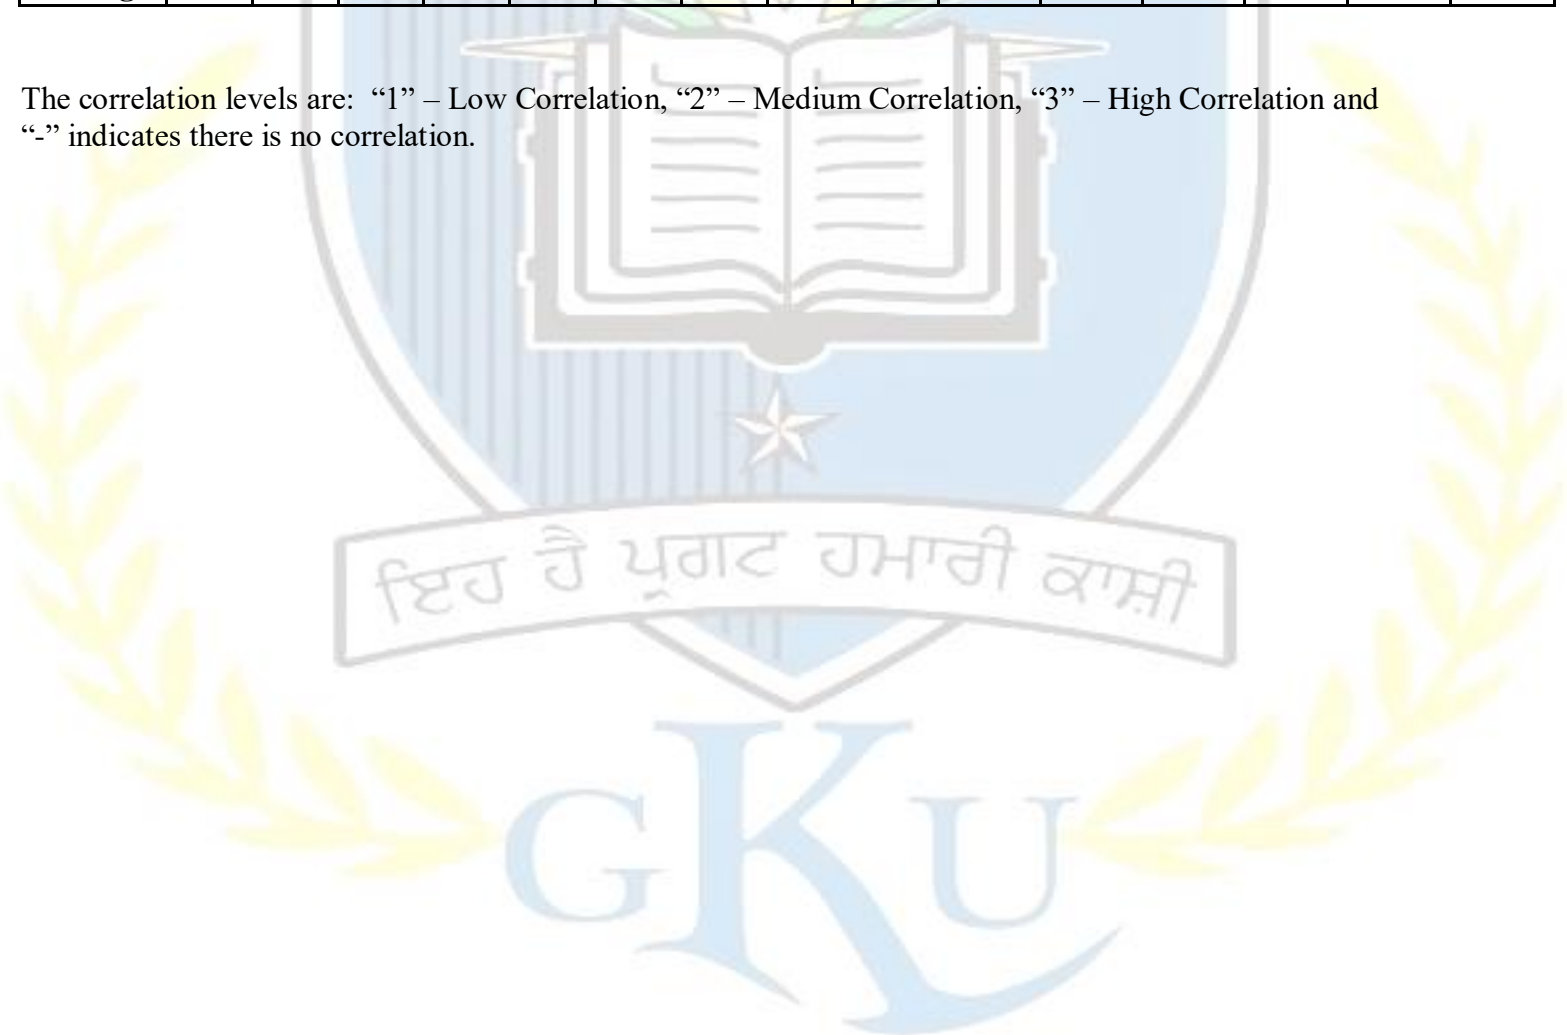 The correlation levels are: “1” – Low Correlation, “2” – Medium Correlation, “3” – High Correlation and
“-” indicates there is no correlation.
ਇਹ ਹੈ ਪ੍ਰਗਟ ਹਮਾਰੀ ਕਾਸ਼ੀ
GKU